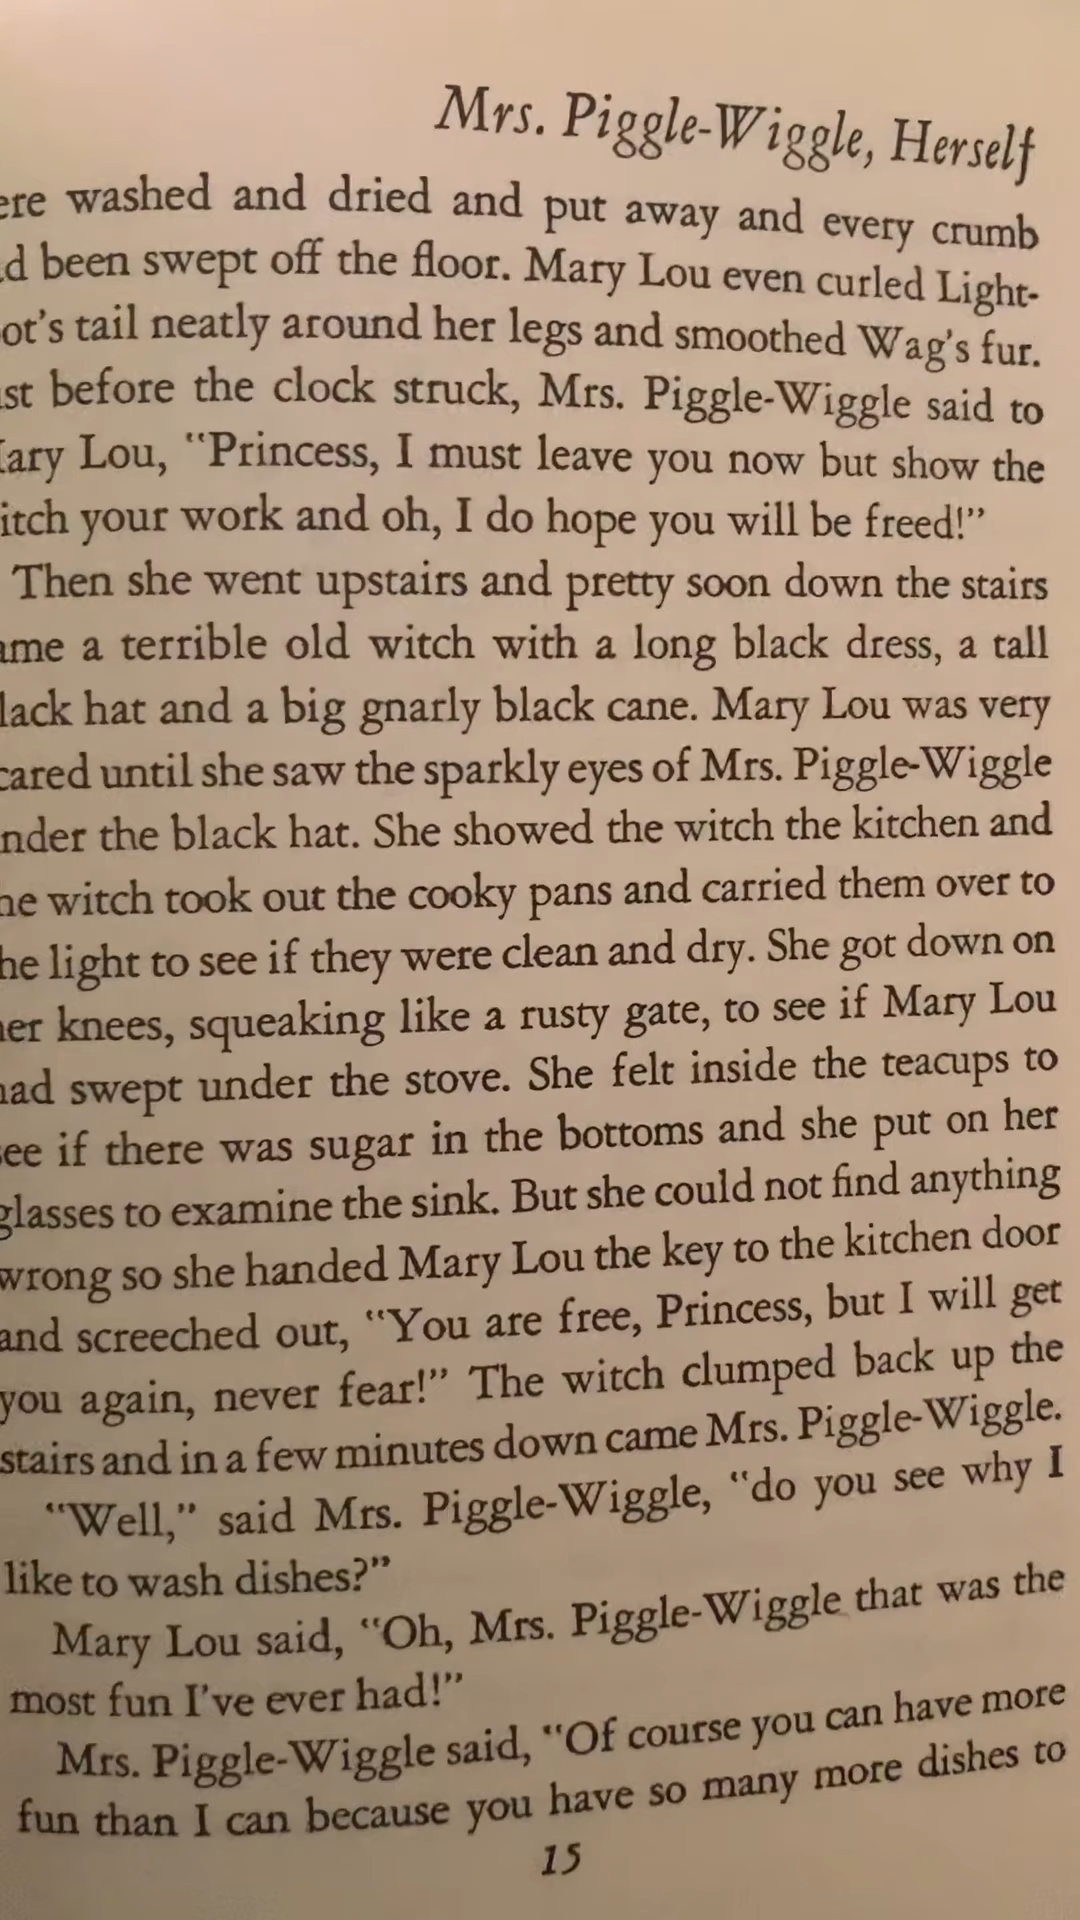 Mrs. Piggle-Wiggle, Herself
ere washed and dried and put away and every crumb
d been swept off the floor. Mary Lou even curled Light-
ot's tail neatly around her legs and smoothed Wag's fur.
st before the clock struck, Mrs. Piggle-Wiggle said to
ary Lou, “Princess, I must leave you now but show the
itch your work and oh, I do hope you will be freed!”
Then she went upstairs and pretty soon down the stairs
ame a terrible old witch with a long black dress, a tall
lack hat and a big gnarly black cane. Mary Lou was very
cared until she saw the sparkly eyes of Mrs. Piggle-Wiggle
nder the black hat. She showed the witch the kitchen and
he witch took out the cooky pans and carried them over to
he light to see if they were clean and dry. She got down on
her knees, squeaking like a rusty gate, to see if Mary Lou
had swept under the stove. She felt inside the teacups to
see if there was sugar in the bottoms and she put on her
glasses to examine the sink. But she could not find anything
wrong so she handed Mary Lou the key to the kitchen door
and screeched out, “You are free, Princess, but I will get
you again, never fear!” The witch clumped back up the
stairs and in a few minutes down came Mrs. Piggle-Wiggle.
“Well,” said Mrs. Piggle-Wiggle, “do you see why I
like to wash dishes?”
Mary Lou said, “Oh, Mrs. Piggle-Wiggle that was the
most fun I've ever had!”
Mrs. Piggle-Wiggle said, “Of course you can have more
fun than I can because you have so many more dishes to
15